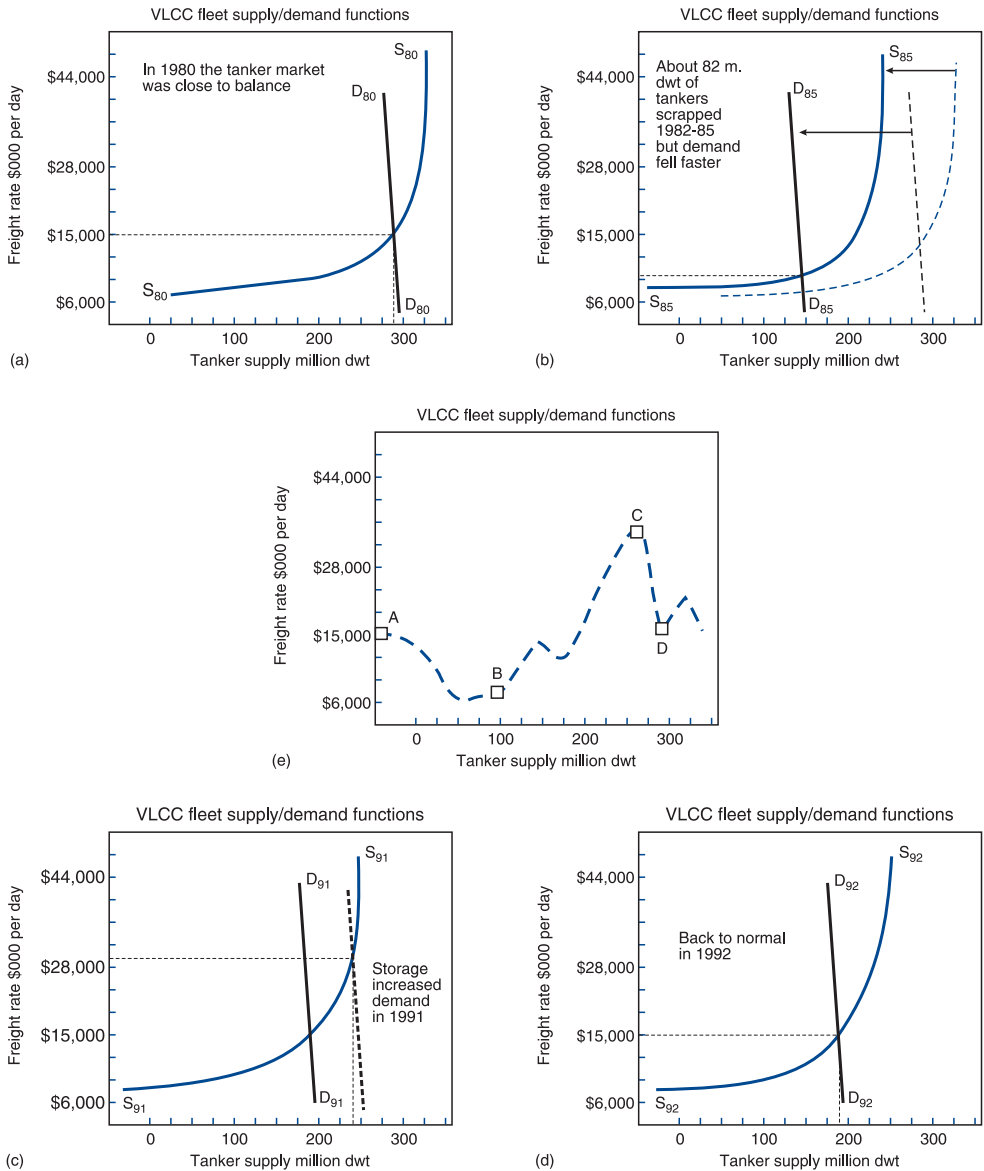 VLCC fleet supply/demand functions
Freight rate $000 per day
$44,000
$28,000
$15,000
$6,000
In 1980 the tanker market
was close to balance
S80
D80
S80
D80
0 100 200 300
Tanker supply million dwt
(a)
VLCC fleet supply/demand functions
Freight rate $000 per day
$44,000
$28,000
$15,000
$6,000
About 82 m.
dwt of
tankers
scrapped
1982-85
but demand
fell faster
S85
D85
S85
D85
0 100 200 300
Tanker supply million dwt
(b)
VLCC fleet supply/demand functions
Freight rate $000 per day
$44,000
$28,000
$15,000
$6,000
A
B
C
D
0 100 200 300
Tanker supply million dwt
(e)
VLCC fleet supply/demand functions
Freight rate $000 per day
$44,000
$28,000
$15,000
$6,000
S91
D91
Storage
increased
demand
in 1991
S91
D91
0 100 200 300
Tanker supply million dwt
(c)
VLCC fleet supply/demand functions
Freight rate $000 per day
$44,000
$28,000
$15,000
$6,000
S92
D92
Back to normal
in 1992
S92
D92
0 100 200 300
Tanker supply million dwt
(d)